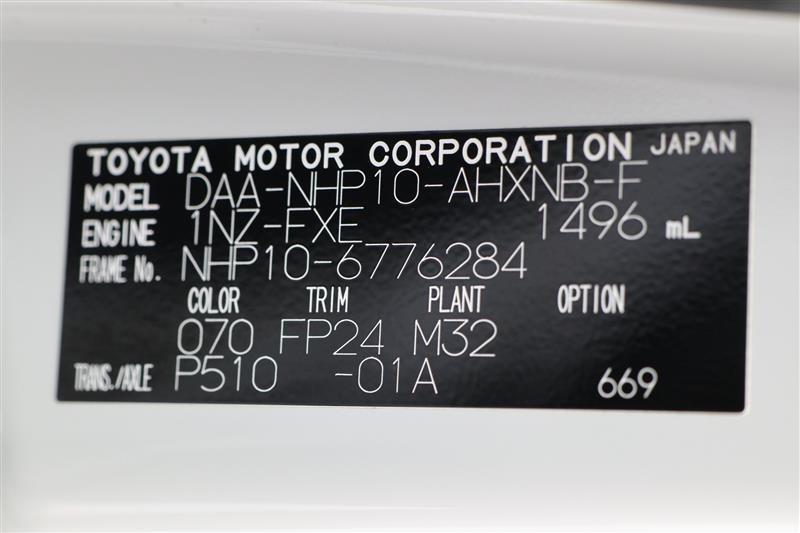 TOYOTA MOTOR CORPORATION JAPAN
MODEL DAA-NHP10-AHXNB-F
ENGINE 1NZ-FXE 1496 mL
FRAME No. NHP10-6776284
COLOR TRIM PLANT OPTION
070 FP24 M32
TRANS./AXLE P510 -01A 669